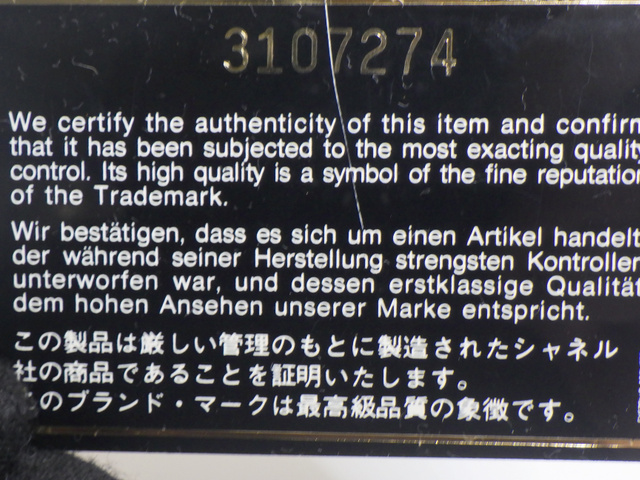 3107274
We certify the authenticity of this item and confirm
that it has been subjected to the most exacting quality
control. Its high quality is a symbol of the fine reputation
of the Trademark.
Wir bestätigen, dass es sich um einen Artikel handelt
der während seiner Herstellung strengsten Kontrollen
unterworfen war, und dessen erstklassige Qualität
dem hohen Ansehen unserer Marke entspricht.
この製品は厳しい管理のもとに製造されたシャネル
社の商品であることを証明いたします。
このブランド・マークは最高級品質の象徴です。